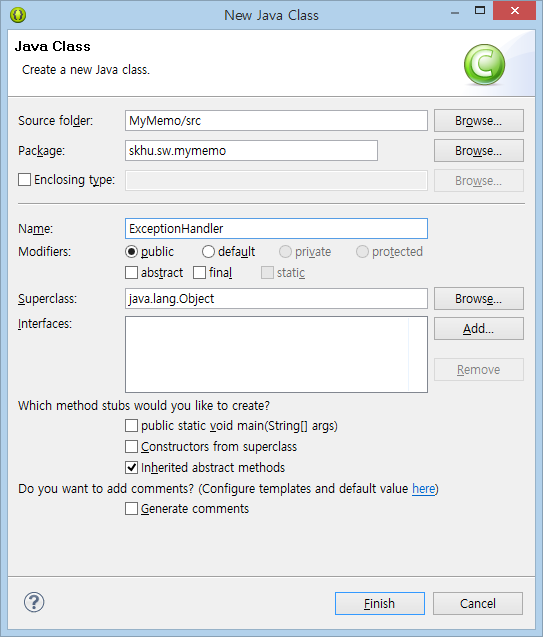 New Java Class
Java Class
Create a new Java class.
Source folder: MyMemo/src Browse...
Package: skhu.sw.mymemo Browse...
Enclosing type: Browse...
Name: ExceptionHandler
Modifiers: public default private protected
abstract final static
Superclass: java.lang.Object Browse...
Interfaces: Add...
Remove
Which method stubs would you like to create?
public static void main(String[] args)
Constructors from superclass
Inherited abstract methods
Do you want to add comments? (Configure templates and default value here)
Generate comments
? Finish Cancel